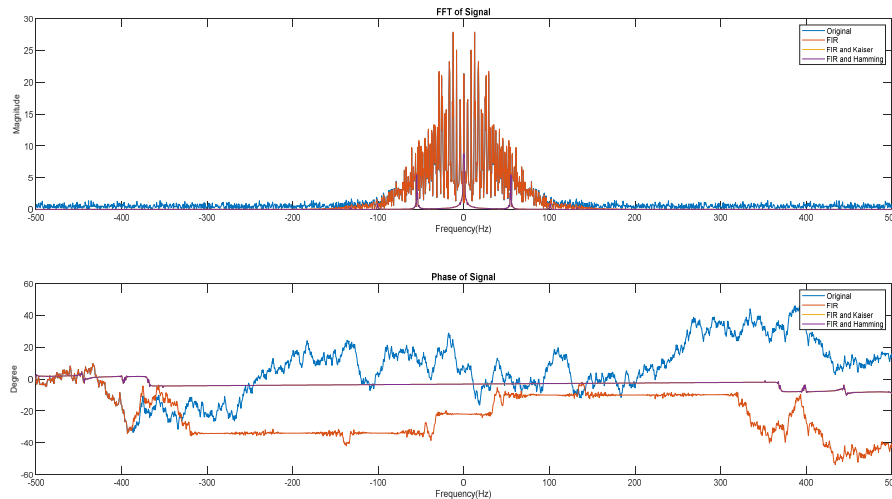 FFT of Signal
30
25
20
15
10
5
0
Magnitude
-500 -400 -300 -200 -100 0 100 200 300 400 500
Frequency(Hz)
Original
FIR
FIR and Kaiser
FIR and Hamming
Phase of Signal
60
40
20
0
-20
-40
-60
Degree
-500 -400 -300 -200 -100 0 100 200 300 400 500
Frequency(Hz)
Original
FIR
FIR and Kaiser
FIR and Hamming